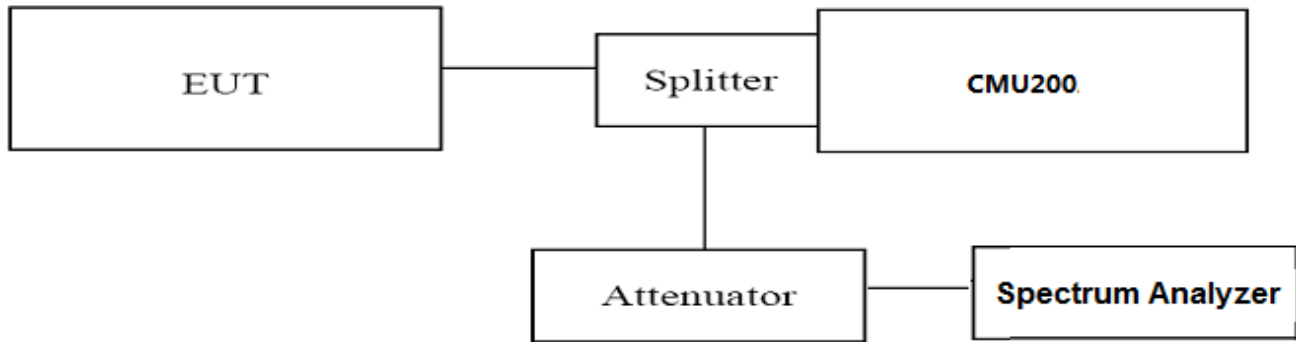 EUT
Splitter
CMU200
Attenuator
Spectrum Analyzer